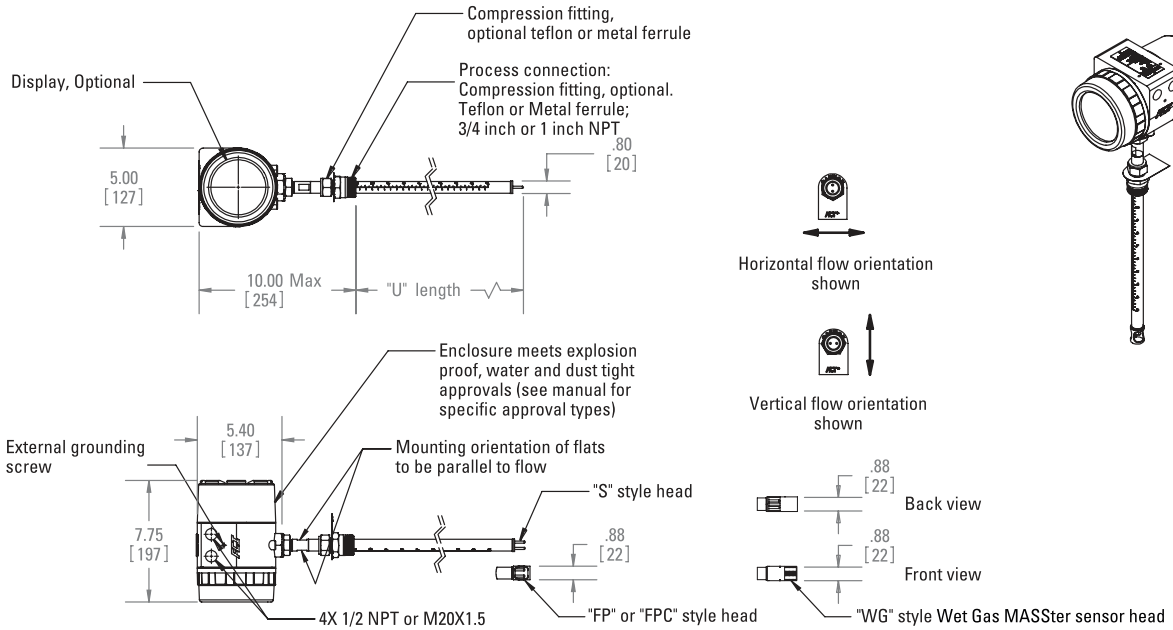 Compression fitting,
optional teflon or metal ferrule
Display, Optional
Process connection:
Compression fitting, optional.
Teflon or Metal ferrule;
3/4 inch or 1 inch NPT
.80
[20]
5.00
[127]
10.00 Max
[254]
"U" length
Horizontal flow orientation
shown
Vertical flow orientation
shown
Enclosure meets explosion
proof, water and dust tight
approvals (see manual for
specific approval types)
5.40
[137]
External grounding
screw
Mounting orientation of flats
to be parallel to flow
7.75
[197]
FCI
"S" style head
.88
[22]
"FP" or "FPC" style head
4X 1/2 NPT or M20X1.5
.88
[22]
Back view
.88
[22]
Front view
"WG" style Wet Gas MASSter sensor head